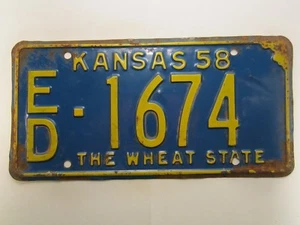 KANSAS 58
ED·1674
THE WHEAT STATE